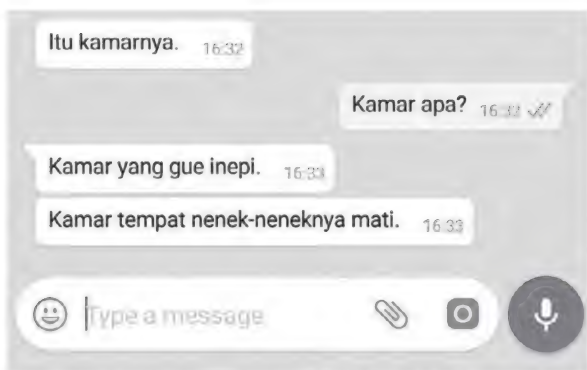 Itu kamarnya. 16:32
Kamar apa? 16:32
Kamar yang gue inepi. 16:33
Kamar tempat nenek-neneknya mati. 16:33
Type a message